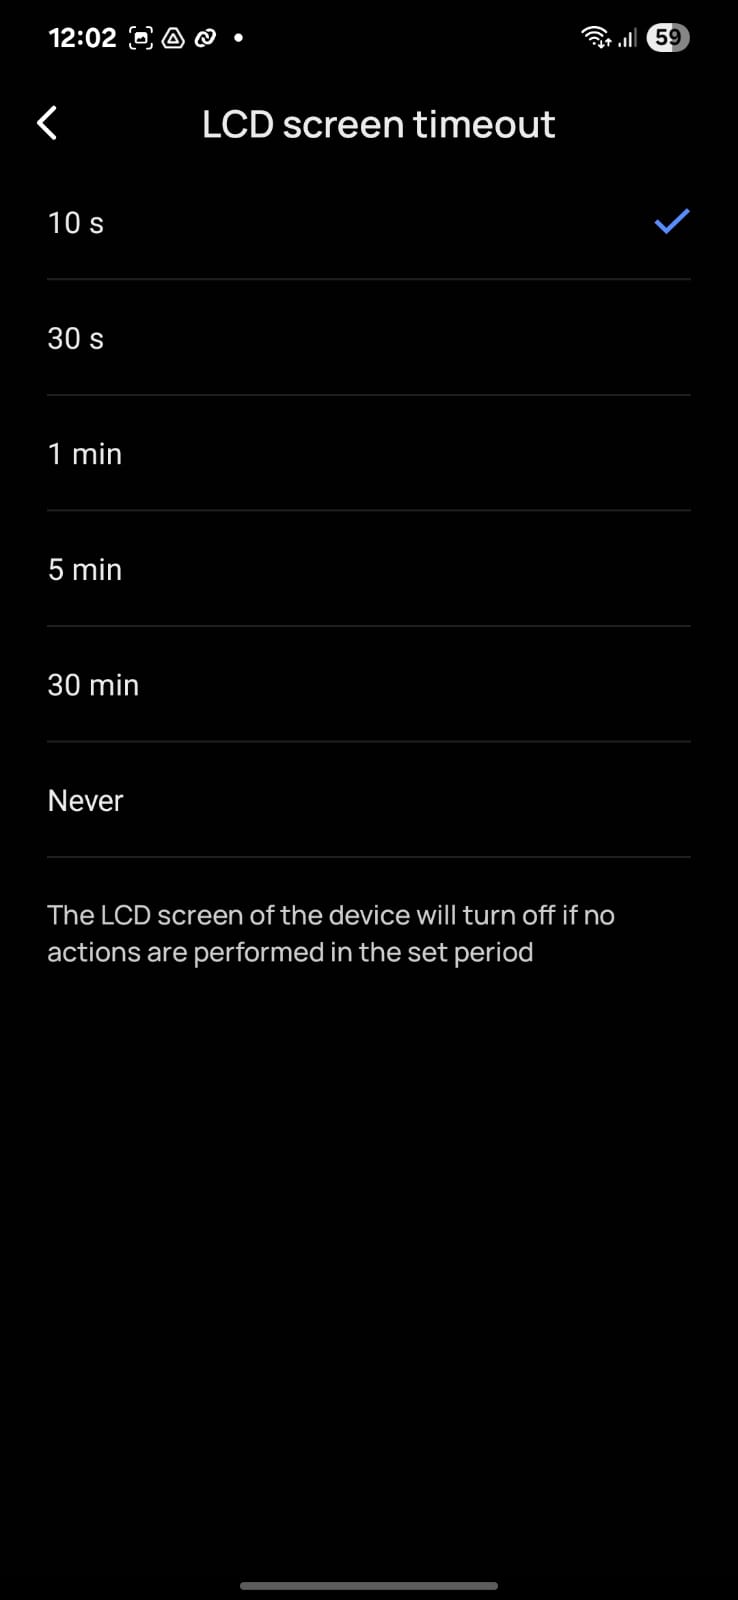 12:02
59
LCD screen timeout
10 s
30 s
1 min
5 min
30 min
Never
The LCD screen of the device will turn off if no
actions are performed in the set period